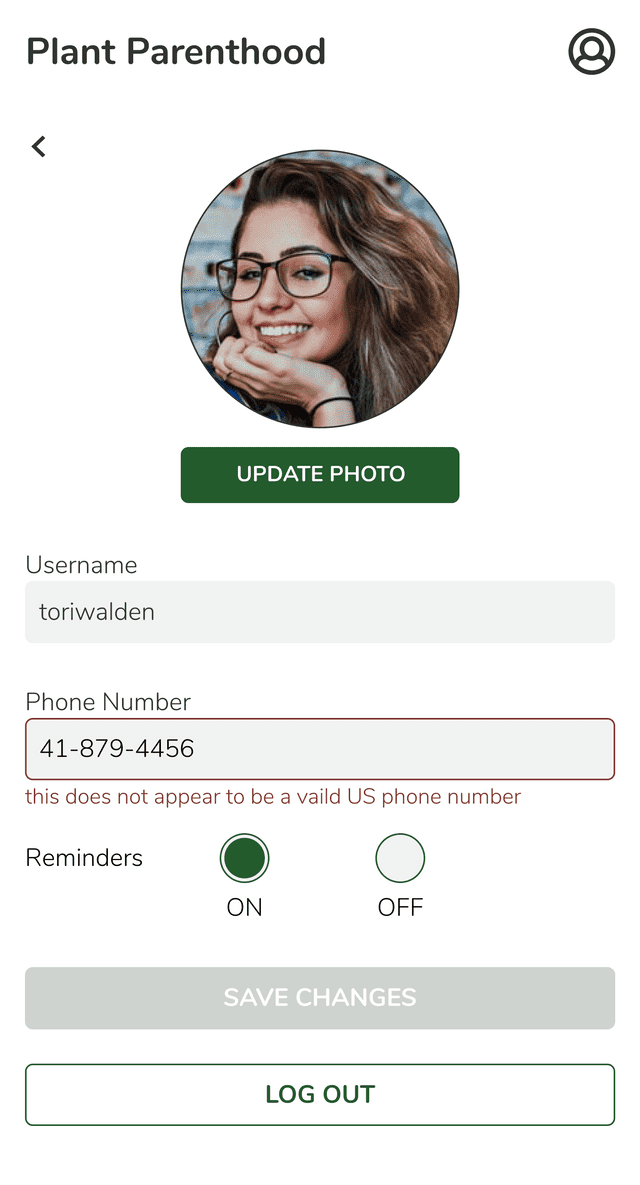 Plant Parenthood
UPDATE PHOTO
Username
toriwalden
Phone Number
41-879-4456
this does not appear to be a vaild US phone number
Reminders
ON
OFF
SAVE CHANGES
LOG OUT